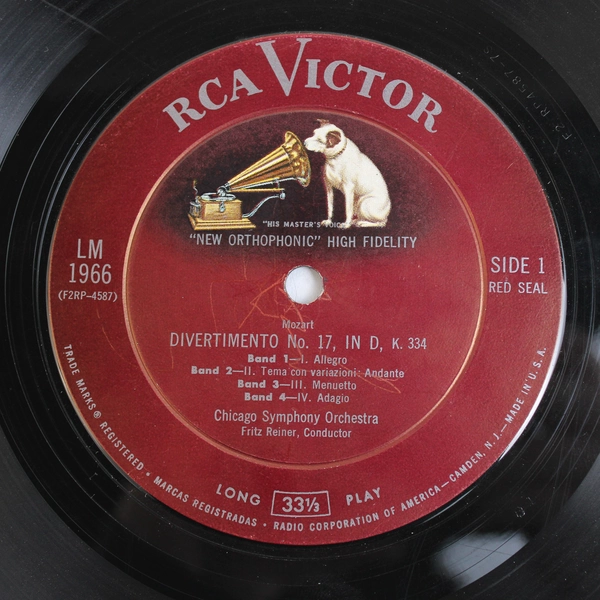 RCA VICTOR
"HIS MASTER'S VOICE"
"NEW ORTHOPHONIC" HIGH FIDELITY
LM
1966
(F2RP-4587)
SIDE 1
RED SEAL
Mozart
DIVERTIMENTO No. 17, IN D, K. 334
Band 1—I. Allegro
Band 2—II. Tema con variazioni: Andante
Band 3—III. Menuetto
Band 4—IV. Adagio
Chicago Symphony Orchestra
Fritz Reiner, Conductor
LONG 33⅓ PLAY
TRADE MARKS ® REGISTERED • MARCAS REGISTRADAS • RADIO CORPORATION OF AMERICA—CAMDEN, N. J.—MADE IN U. S. A.